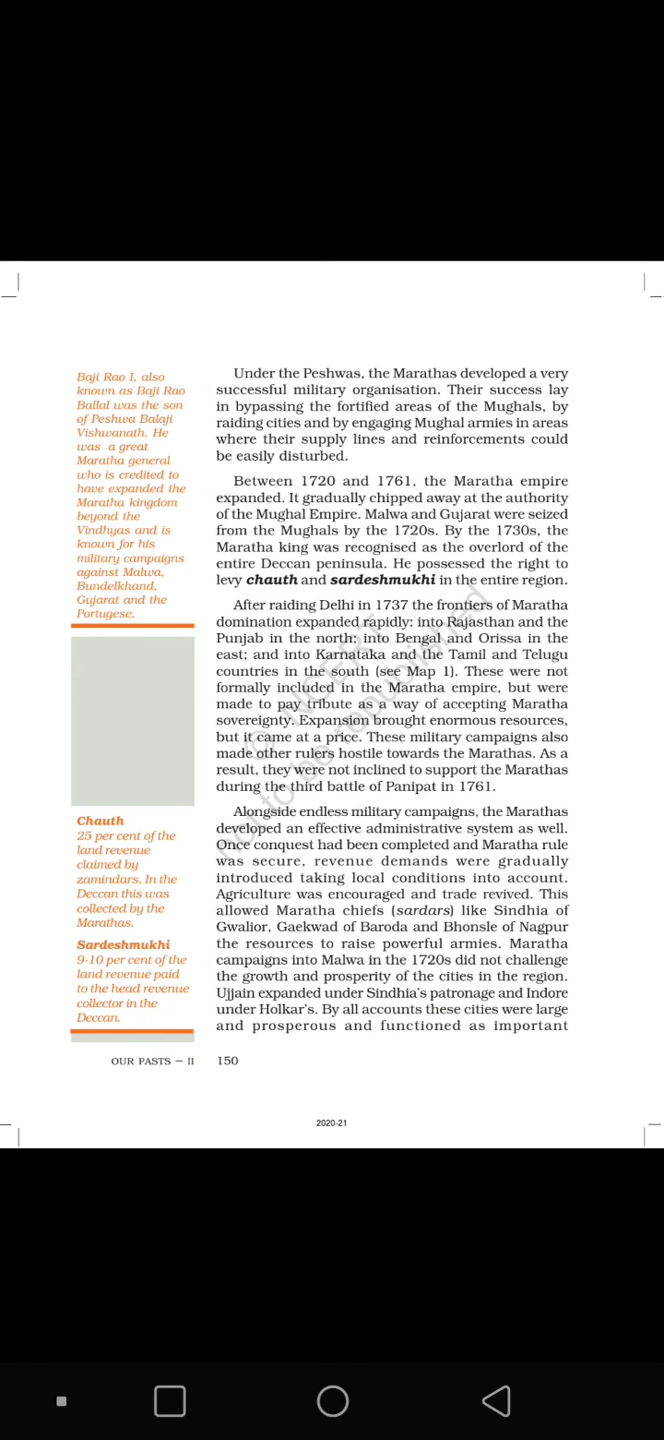 Baji Rao I, also
known as Baji Rao
Ballal was the son
of Peshwa Balaji
Vishwanath. He
was a great
Maratha general
who is credited to
have expanded the
Maratha kingdom
beyond the
Vindhyas and is
known for his
military campaigns
against Malwa,
Bundelkhand,
Gujarat and the
Portugese.
Chauth
25 per cent of the
land revenue
claimed by
zamindars. In the
Deccan this was
collected by the
Marathas.
Sardeshmukhi
9-10 per cent of the
land revenue paid
to the head revenue
collector in the
Deccan.
Under the Peshwas, the Marathas developed a very
successful military organisation. Their success lay
in bypassing the fortified areas of the Mughals, by
raiding cities and by engaging Mughal armies in areas
where their supply lines and reinforcements could
be easily disturbed.
Between 1720 and 1761, the Maratha empire
expanded. It gradually chipped away at the authority
of the Mughal Empire. Malwa and Gujarat were seized
from the Mughals by the 1720s. By the 1730s, the
Maratha king was recognised as the overlord of the
entire Deccan peninsula. He possessed the right to
levy chauth and sardeshmukhi in the entire region.
After raiding Delhi in 1737 the frontiers of Maratha
domination expanded rapidly: into Rajasthan and the
Punjab in the north; into Bengal and Orissa in the
east; and into Karnataka and the Tamil and Telugu
countries in the south (see Map 1). These were not
formally included in the Maratha empire, but were
made to pay tribute as a way of accepting Maratha
sovereignty. Expansion brought enormous resources,
but it came at a price. These military campaigns also
made other rulers hostile towards the Marathas. As a
result, they were not inclined to support the Marathas
during the third battle of Panipat in 1761.
Alongside endless military campaigns, the Marathas
developed an effective administrative system as well.
Once conquest had been completed and Maratha rule
was secure, revenue demands were gradually
introduced taking local conditions into account.
Agriculture was encouraged and trade revived. This
allowed Maratha chiefs (sardars) like Sindhia of
Gwalior, Gaekwad of Baroda and Bhonsle of Nagpur
the resources to raise powerful armies. Maratha
campaigns into Malwa in the 1720s did not challenge
the growth and prosperity of the cities in the region.
Ujjain expanded under Sindhia's patronage and Indore
under Holkar's. By all accounts these cities were large
and prosperous and functioned as important
© NCERT
not to be republished
OUR PASTS – II 150
2020-21